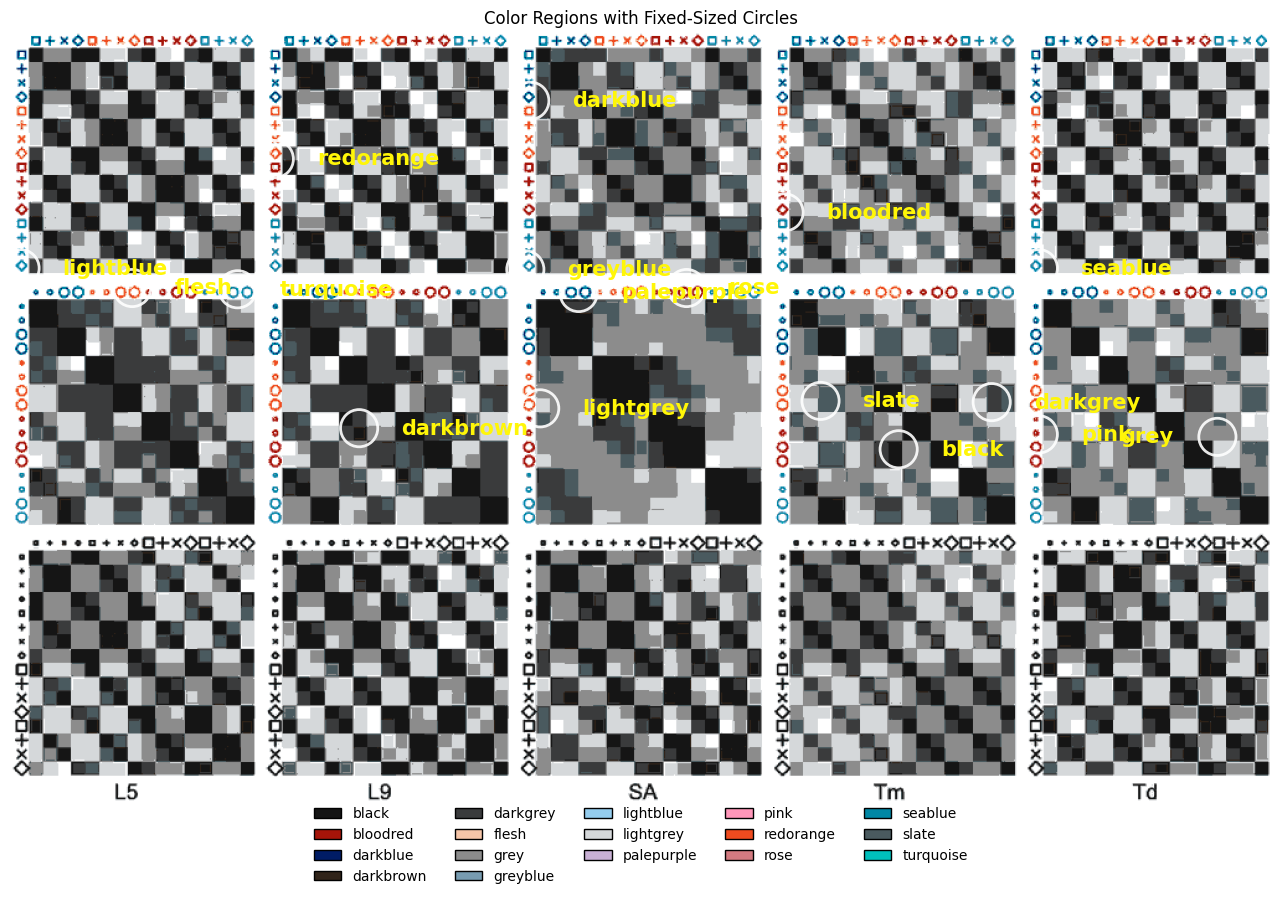 Color Regions with Fixed-Sized Circles
darkblue
redorange
bloodred
lightblue
greyblue
seablue
flesh
turquoise
palepurple
rose
slate
darkgrey
lightgrey
darkbrown
pink
grey
black
L5
L9
SA
Tm
Td
black
bloodred
darkblue
darkbrown
darkgrey
flesh
grey
greyblue
lightblue
lightgrey
palepurple
pink
redorange
rose
seablue
slate
turquoise